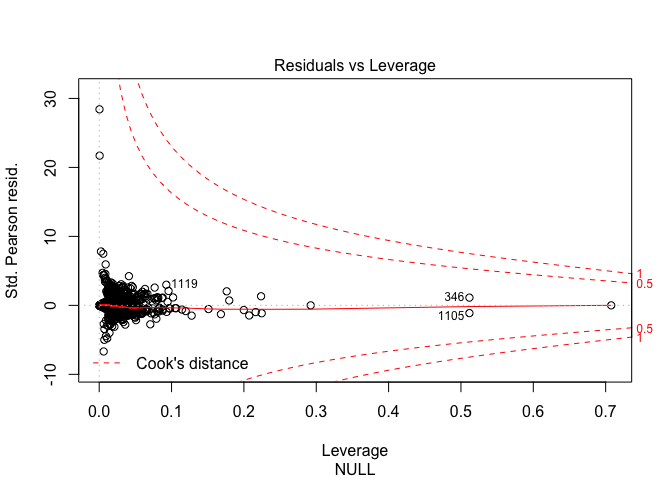 Residuals vs Leverage
Std. Pearson resid.
30
20
10
0
-10
1119
346
1105
1
0.5
0.5
1
Cook's distance
0.0 0.1 0.2 0.3 0.4 0.5 0.6 0.7
Leverage
NULL